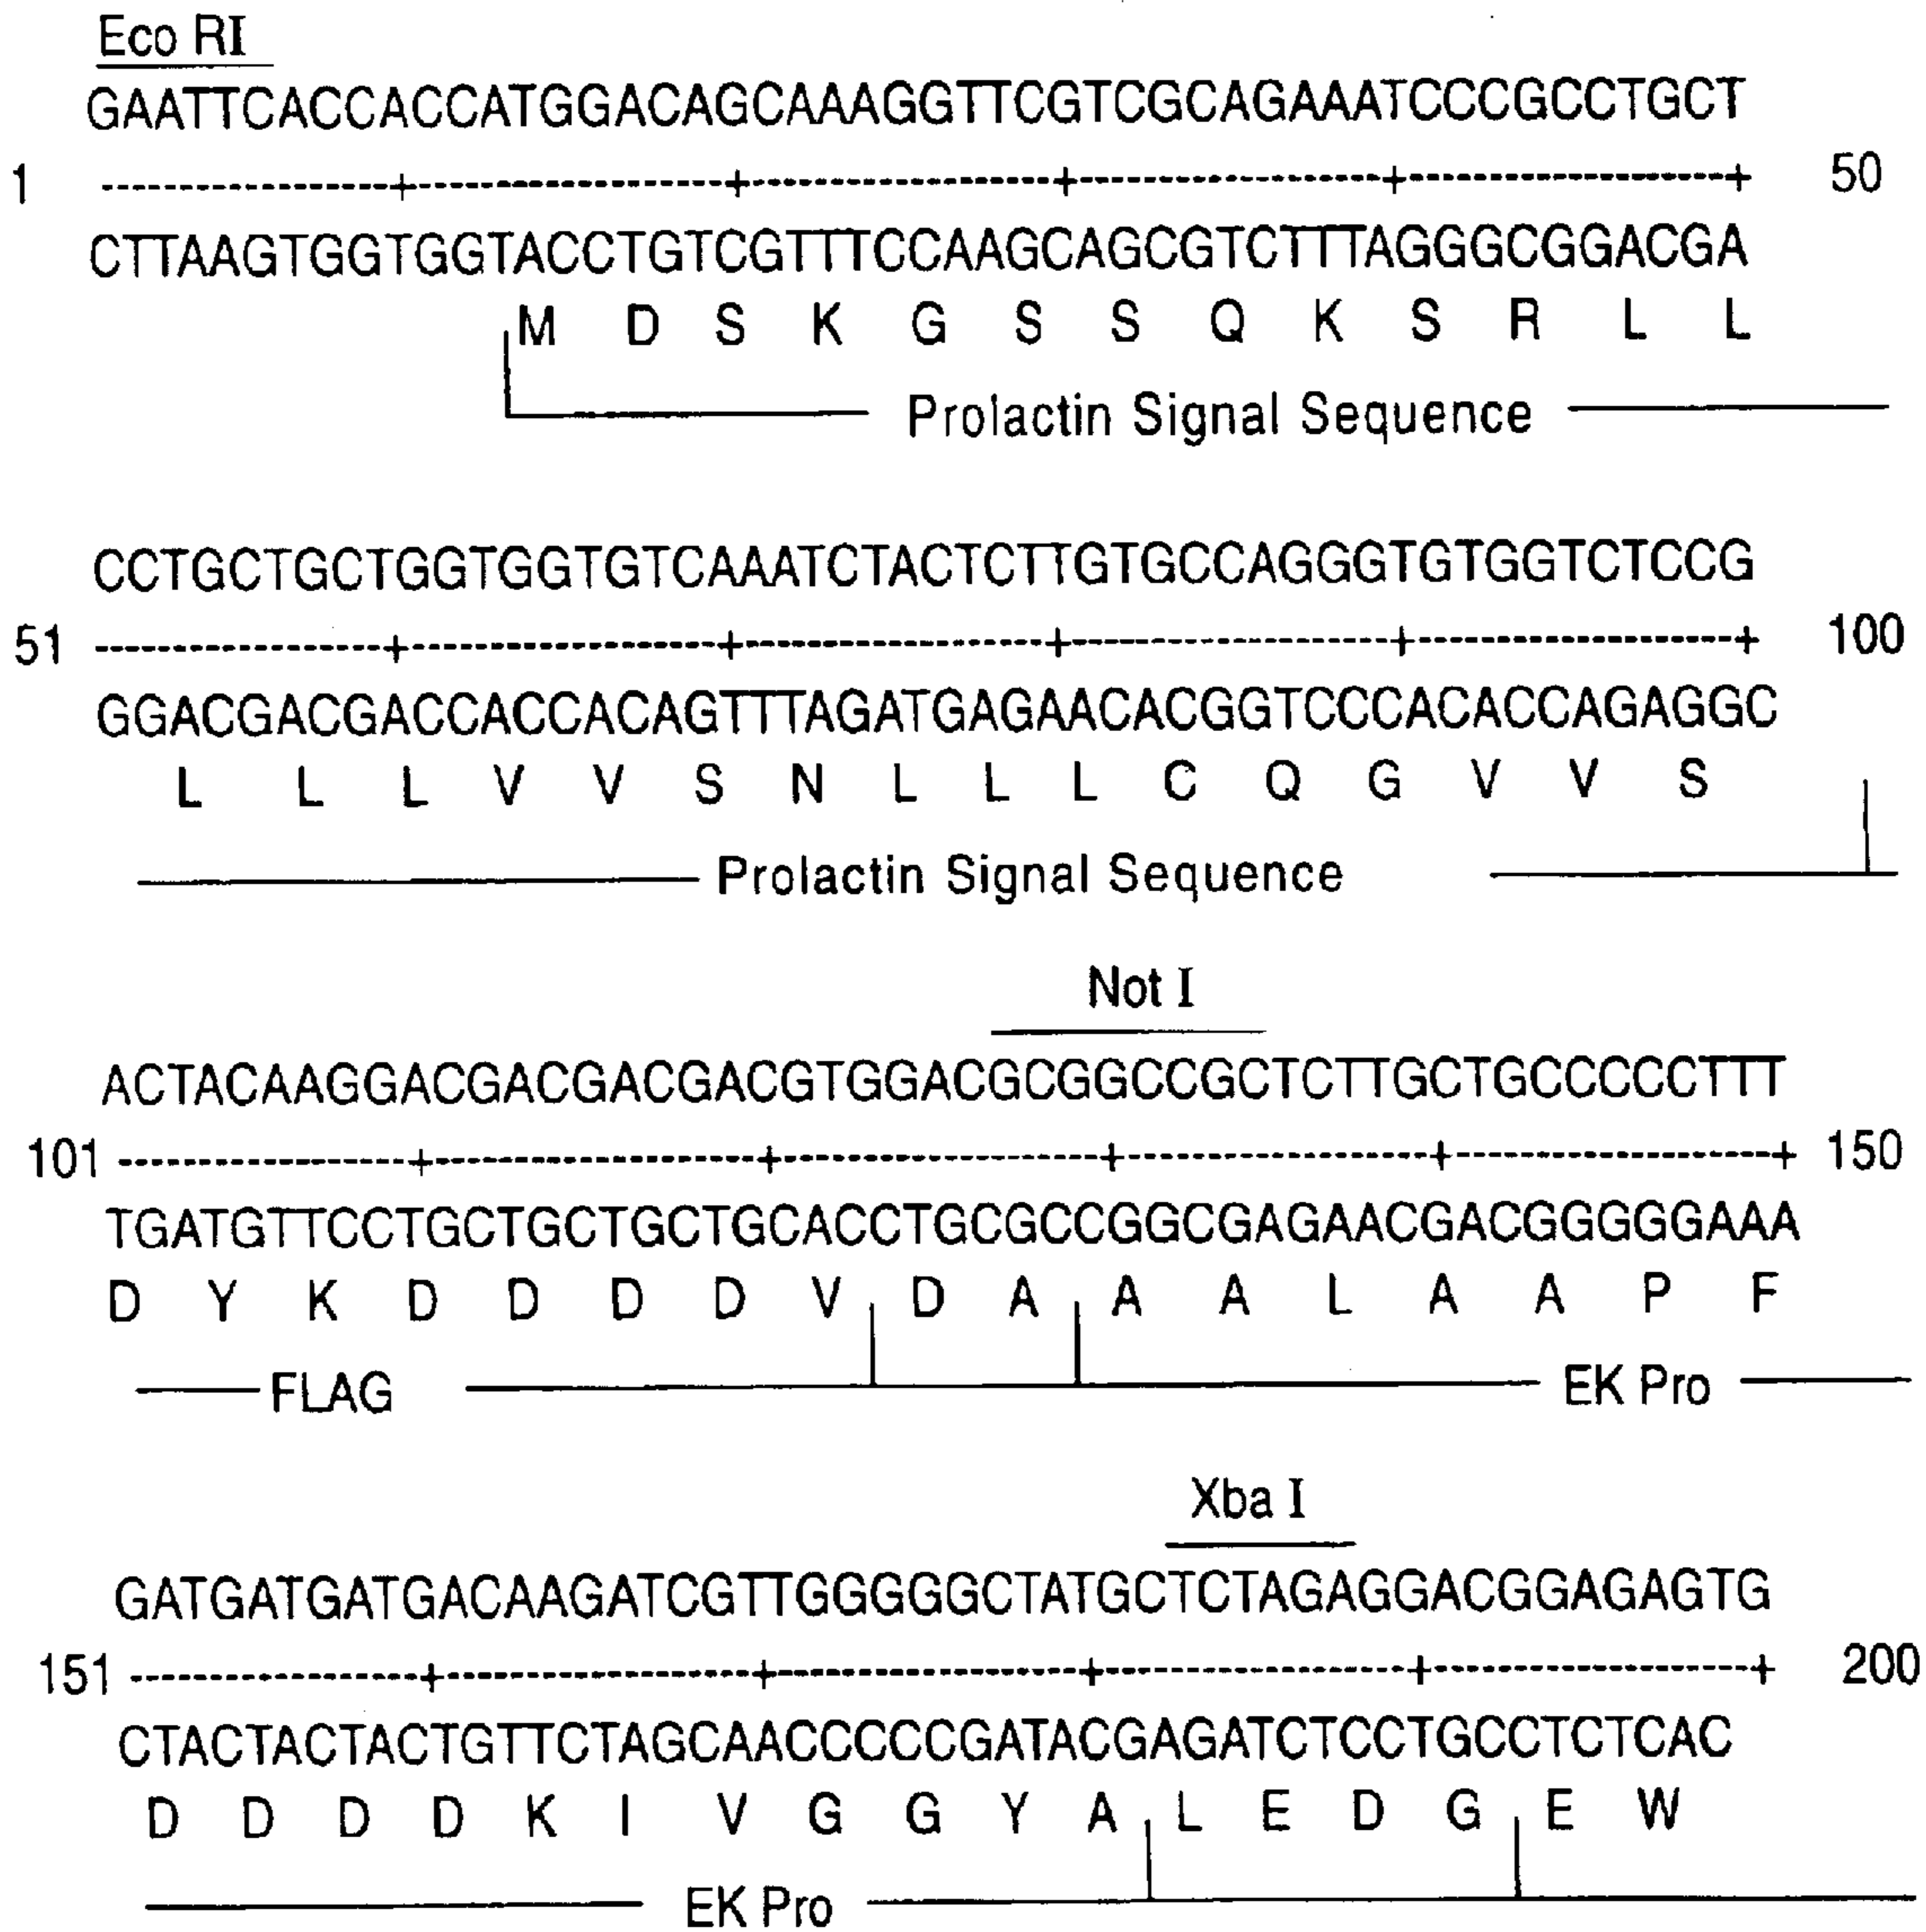 Eco RI
GAATTCACCACCATGGACAGCAAAGGTTCGTCGCAGAAATCCCGCCTGCT
1 ---------+---------+---------+---------+---------+ 50
CTTAAGTGGTGGTACCTGTCGTTTCCAAGCAGCGTCTTTAGGGCGGACGA
M D S K G S S Q K S R L L
Prolactin Signal Sequence
CCTGCTGCTGGTGGTGTCAAATCTACTCTTGTGCCAGGGTGTGGTCTCCG
51 ---------+---------+---------+---------+---------+ 100
GGACGACGACCACCACAGTTTAGATGAGAACACGGTCCCACACCAGAGGC
L L L V V S N L L L C Q G V V S
Prolactin Signal Sequence
Not I
ACTACAAGGACGACGACGACGTGGACGCGGCCGCTCTTGCTGCCCCCTTT
101 ---------+---------+---------+---------+---------+ 150
TGATGTTCCTGCTGCTGCTGCACCTGCGCCGGCGAGAACGACGGGGGAAA
D Y K D D D D V D A A A L A A P F
FLAG EK Pro
Xba I
GATGATGATGACAAGATCGTTGGGGGCTATGCTCTAGAGGACGGAGAGTG
151 ---------+---------+---------+---------+---------+ 200
CTACTACTACTGTTCTAGCAACCCCCGATACGAGATCTCCTGCCTCTCAC
D D D D K I V G G Y A L E D G E W
EK Pro